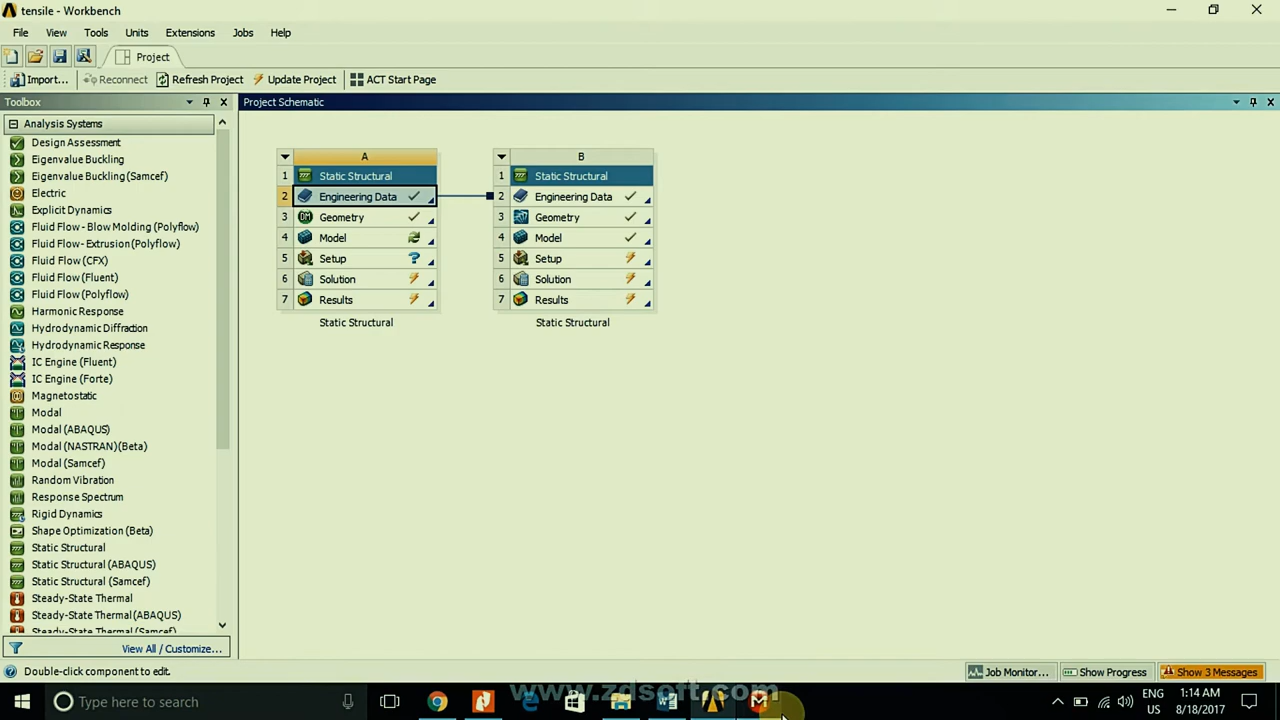 tensile - Workbench
File View Tools Units Extensions Jobs Help
Project
Import... Reconnect Refresh Project Update Project ACT Start Page
Toolbox
Project Schematic
Analysis Systems
Design Assessment
Eigenvalue Buckling
Eigenvalue Buckling (Samcef)
Electric
Explicit Dynamics
Fluid Flow - Blow Molding (Polyflow)
Fluid Flow - Extrusion (Polyflow)
Fluid Flow (CFX)
Fluid Flow (Fluent)
Fluid Flow (Polyflow)
Harmonic Response
Hydrodynamic Diffraction
Hydrodynamic Response
IC Engine (Fluent)
IC Engine (Forte)
Magnetostatic
Modal
Modal (ABAQUS)
Modal (NASTRAN)(Beta)
Modal (Samcef)
Random Vibration
Response Spectrum
Rigid Dynamics
Shape Optimization (Beta)
Static Structural
Static Structural (ABAQUS)
Static Structural (Samcef)
Steady-State Thermal
Steady-State Thermal (ABAQUS)
Steady-State Thermal (Samcef)
View All / Customize...
A
1 Static Structural
2 Engineering Data
3 Geometry
4 Model
5 Setup ?
6 Solution
7 Results
Static Structural
B
1 Static Structural
2 Engineering Data
3 Geometry
4 Model
5 Setup
6 Solution
7 Results
Static Structural
Double-click component to edit.
Job Monitor... Show Progress Show 3 Messages
Type here to search
www.zdsoft.com
ENG
US
1:14 AM
8/18/2017